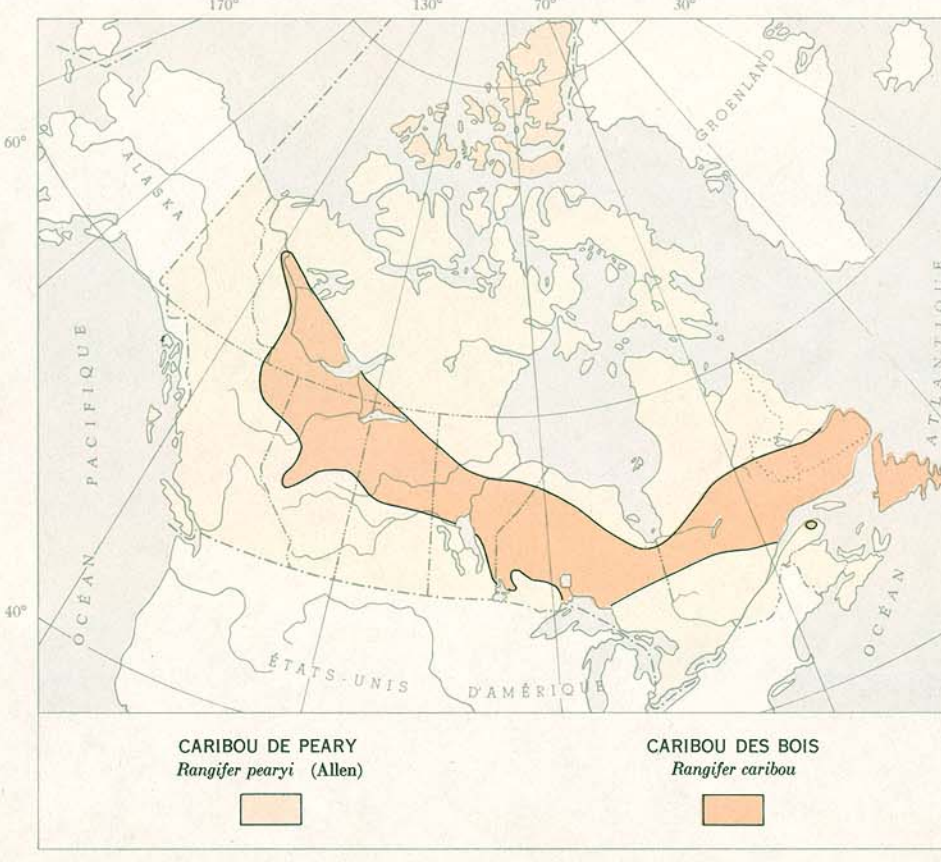 170° 130° 70° 30°
60°
40°
ALASKA
GROENLAND
OCÉAN PACIFIQUE
OCÉAN ATLANTIQUE
ÉTATS-UNIS D'AMÉRIQUE
CARIBOU DE PEARY
Rangifer pearyi (Allen)
CARIBOU DES BOIS
Rangifer caribou